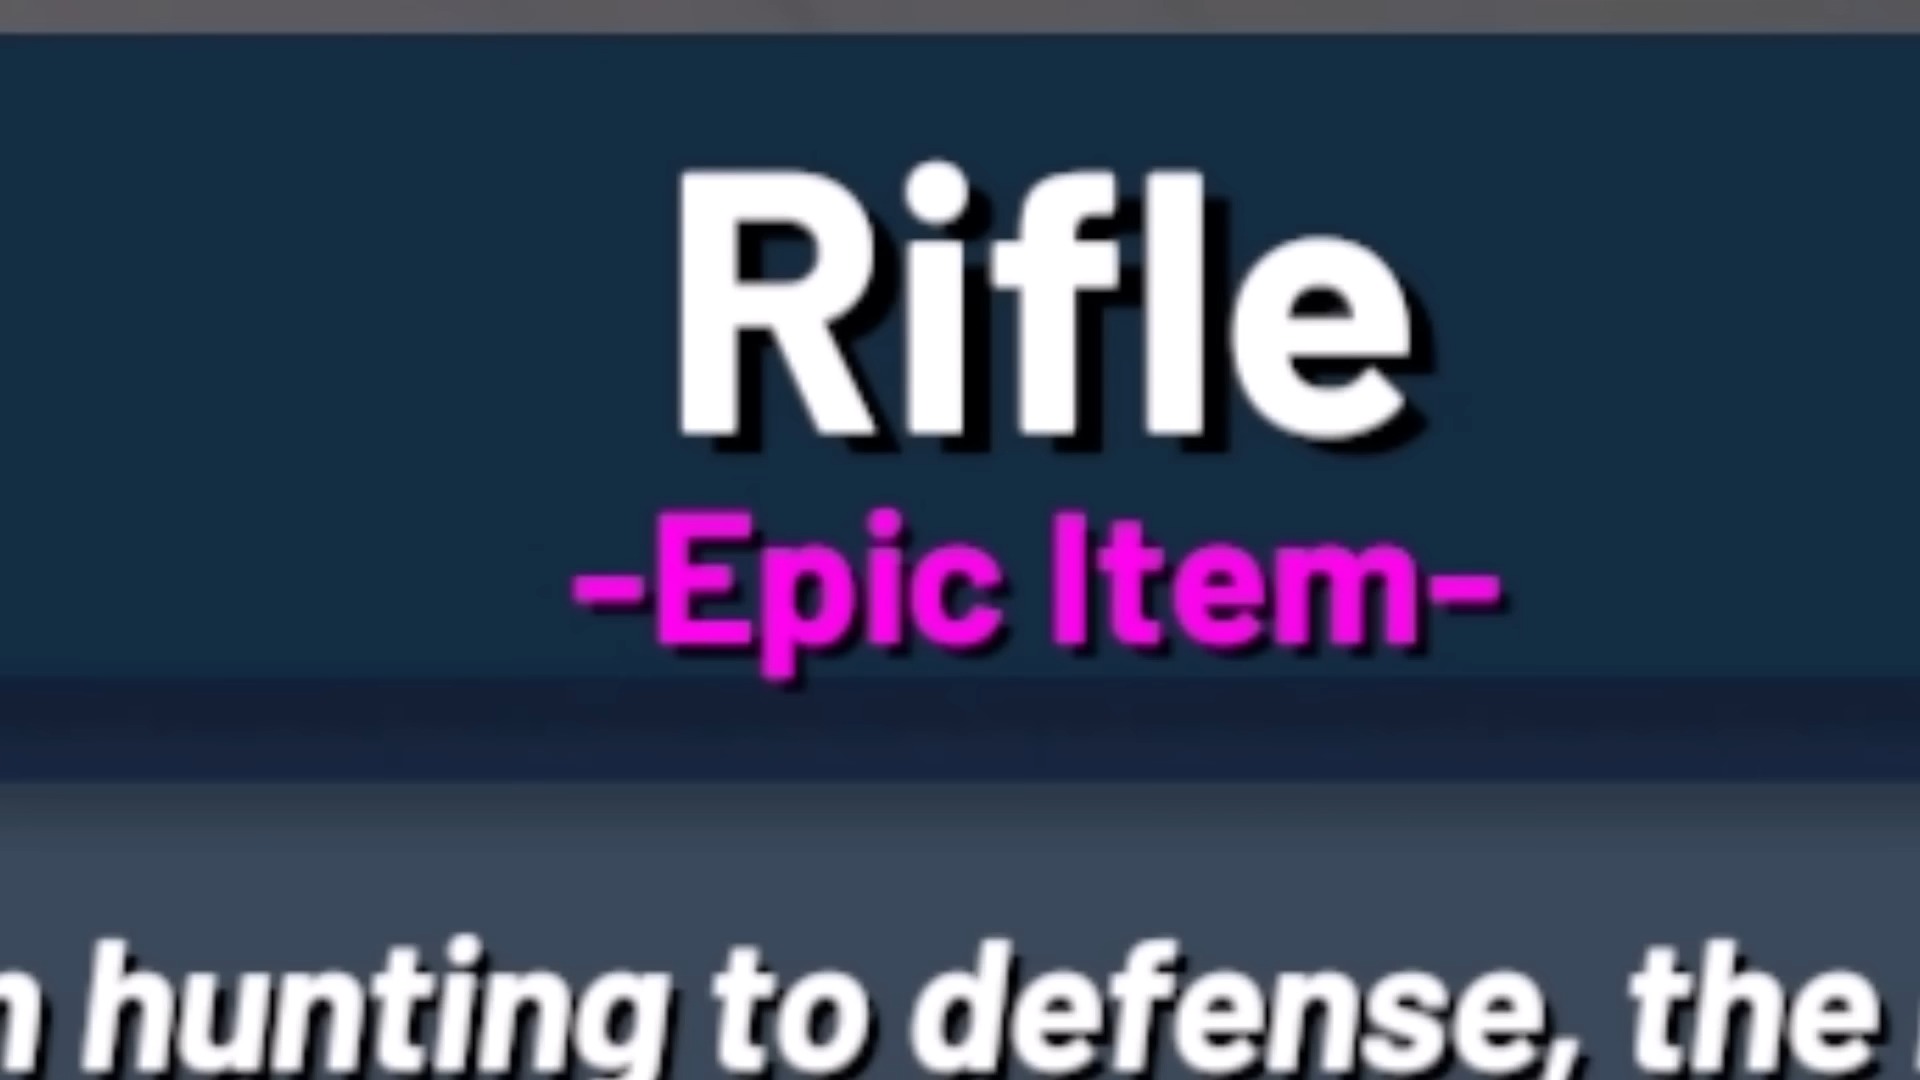 Rifle
-Epic Item-
hunting to defense, the